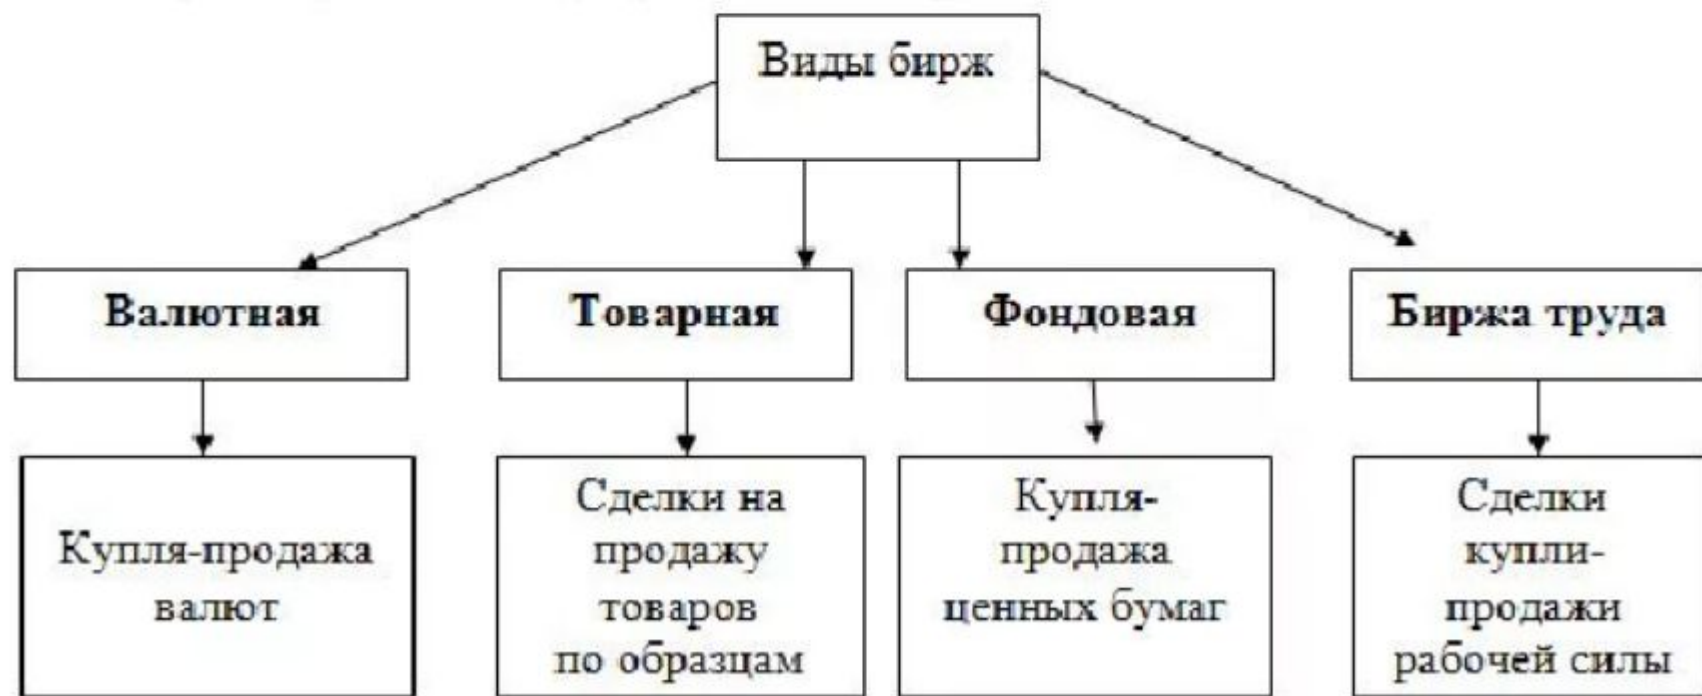 Виды бирж
Валютная
Товарная
Фондовая
Биржа труда
Купля-продажа
валют
Сделки на
продажу
товаров
по образцам
Купля-
продажа
ценных бумаг
Сделки
купли-
продажи
рабочей силы